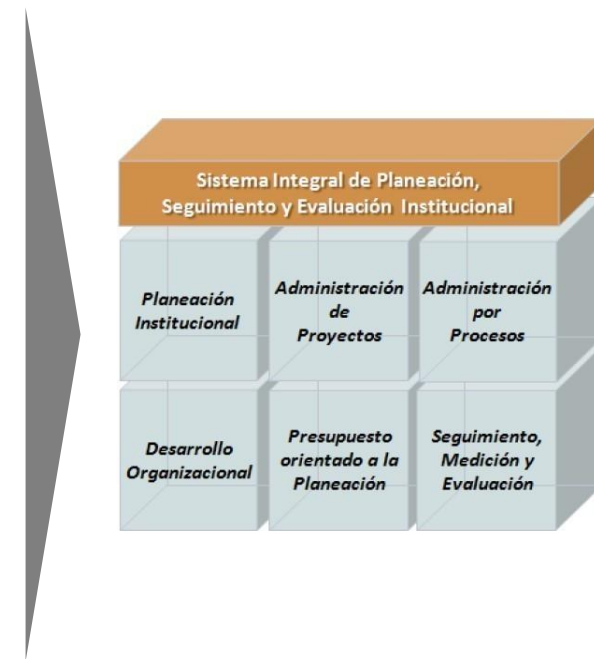 Sistema Integral de Planeación,
Seguimiento y Evaluación Institucional
Planeación
Institucional
Administración
de
Proyectos
Administración
por
Procesos
Desarrollo
Organizacional
Presupuesto
orientado a la
Planeación
Seguimiento,
Medición y
Evaluación